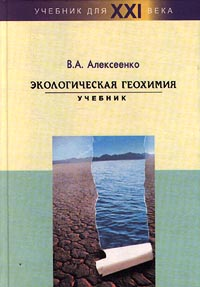 УЧЕБНИК ДЛЯ XXI ВЕКА
В.А. Алексеенко
ЭКОЛОГИЧЕСКАЯ ГЕОХИМИЯ
УЧЕБНИК